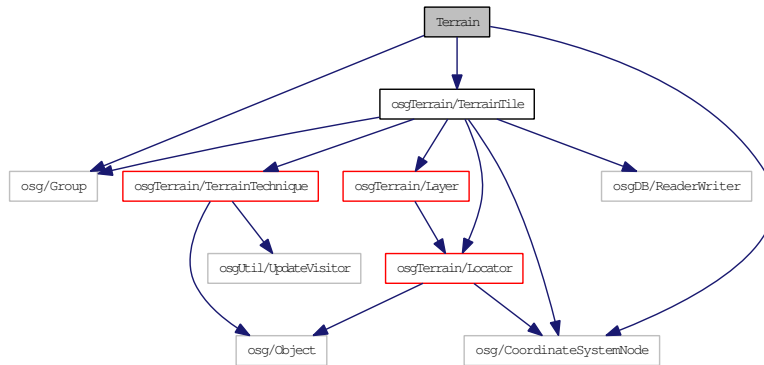 Terrain
osgTerrain/TerrainTile
osg/Group
osgTerrain/TerrainTechnique
osgTerrain/Layer
osgDB/ReaderWriter
osgUtil/UpdateVisitor
osgTerrain/Locator
osg/Object
osg/CoordinateSystemNode